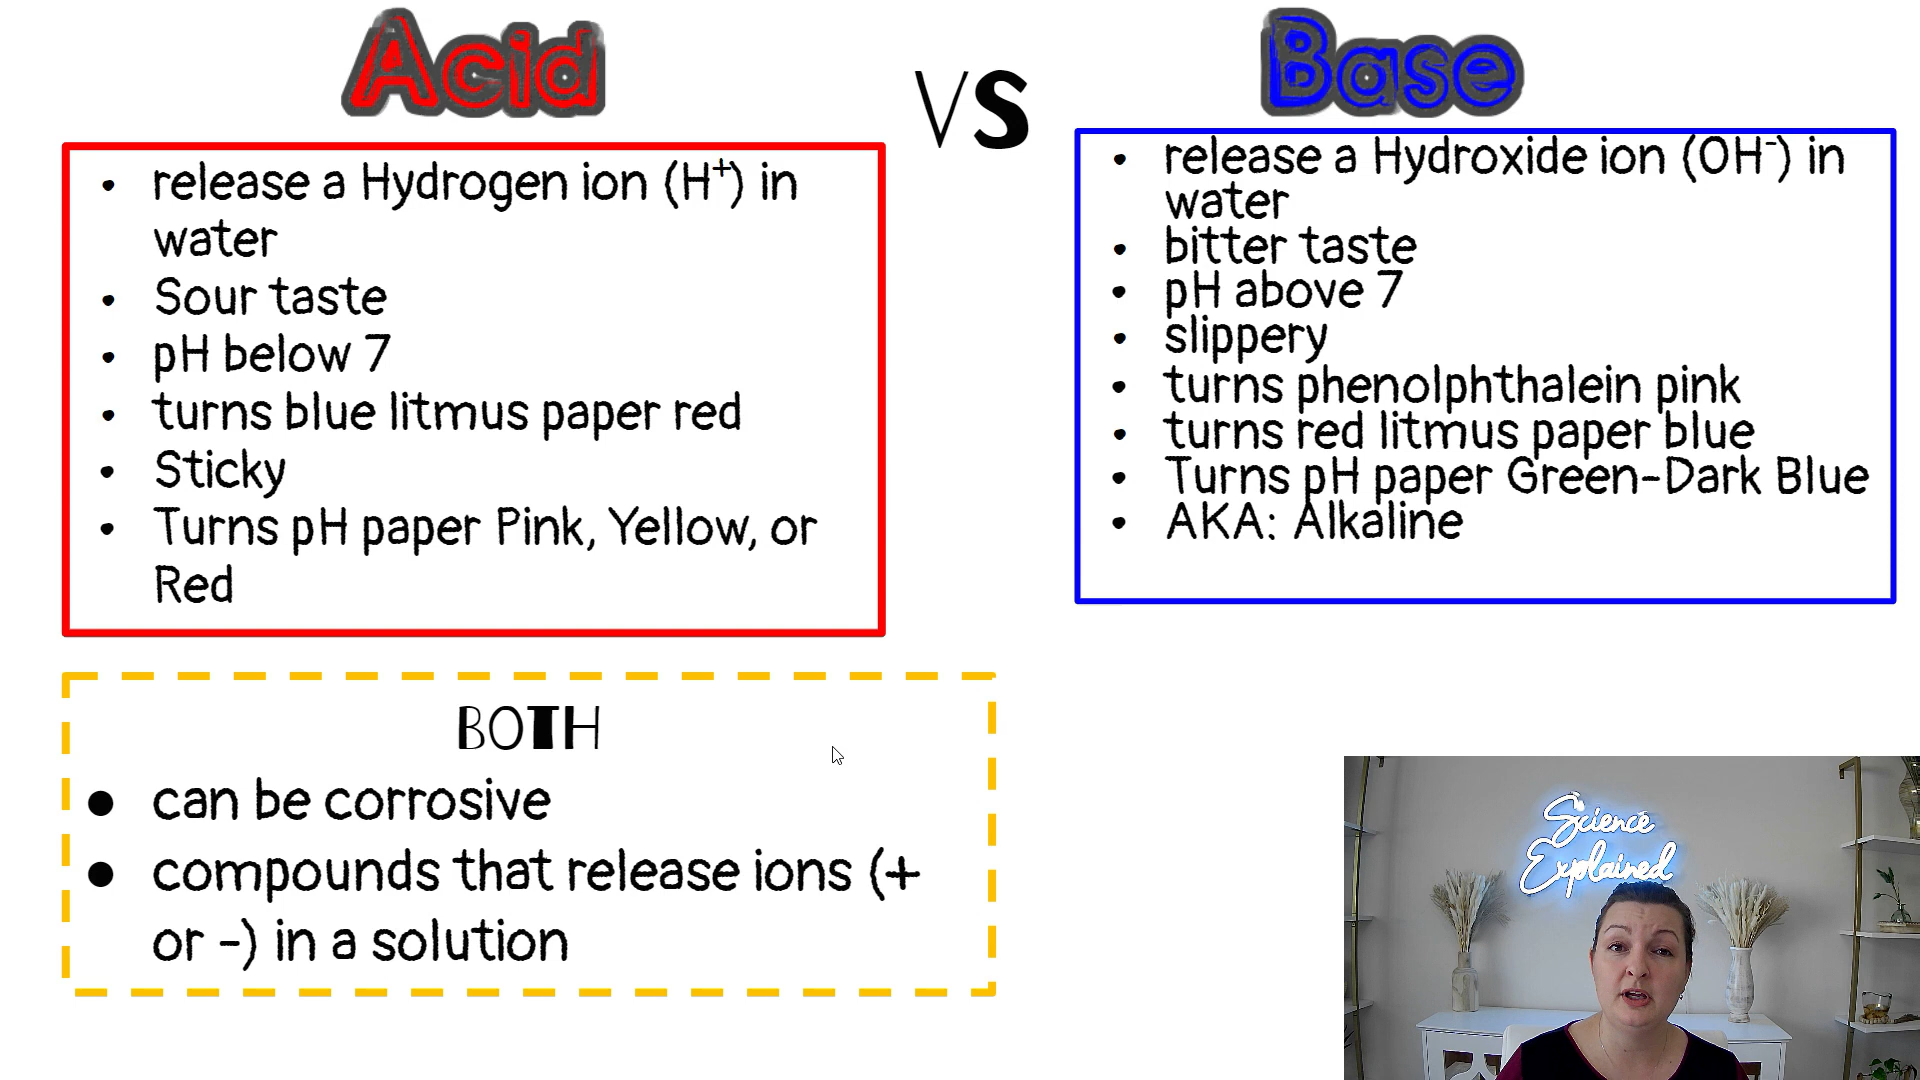 Acid
VS
Base
• release a Hydrogen ion (H⁺) in
water
• Sour taste
• pH below 7
• turns blue litmus paper red
• Sticky
• Turns pH paper Pink, Yellow, or
Red
• release a Hydroxide ion (OH⁻) in
water
• bitter taste
• pH above 7
• slippery
• turns phenolphthalein pink
• turns red litmus paper blue
• Turns pH paper Green-Dark Blue
• AKA: Alkaline
BOTH
● can be corrosive
● compounds that release ions (+
or -) in a solution
Science
Explained